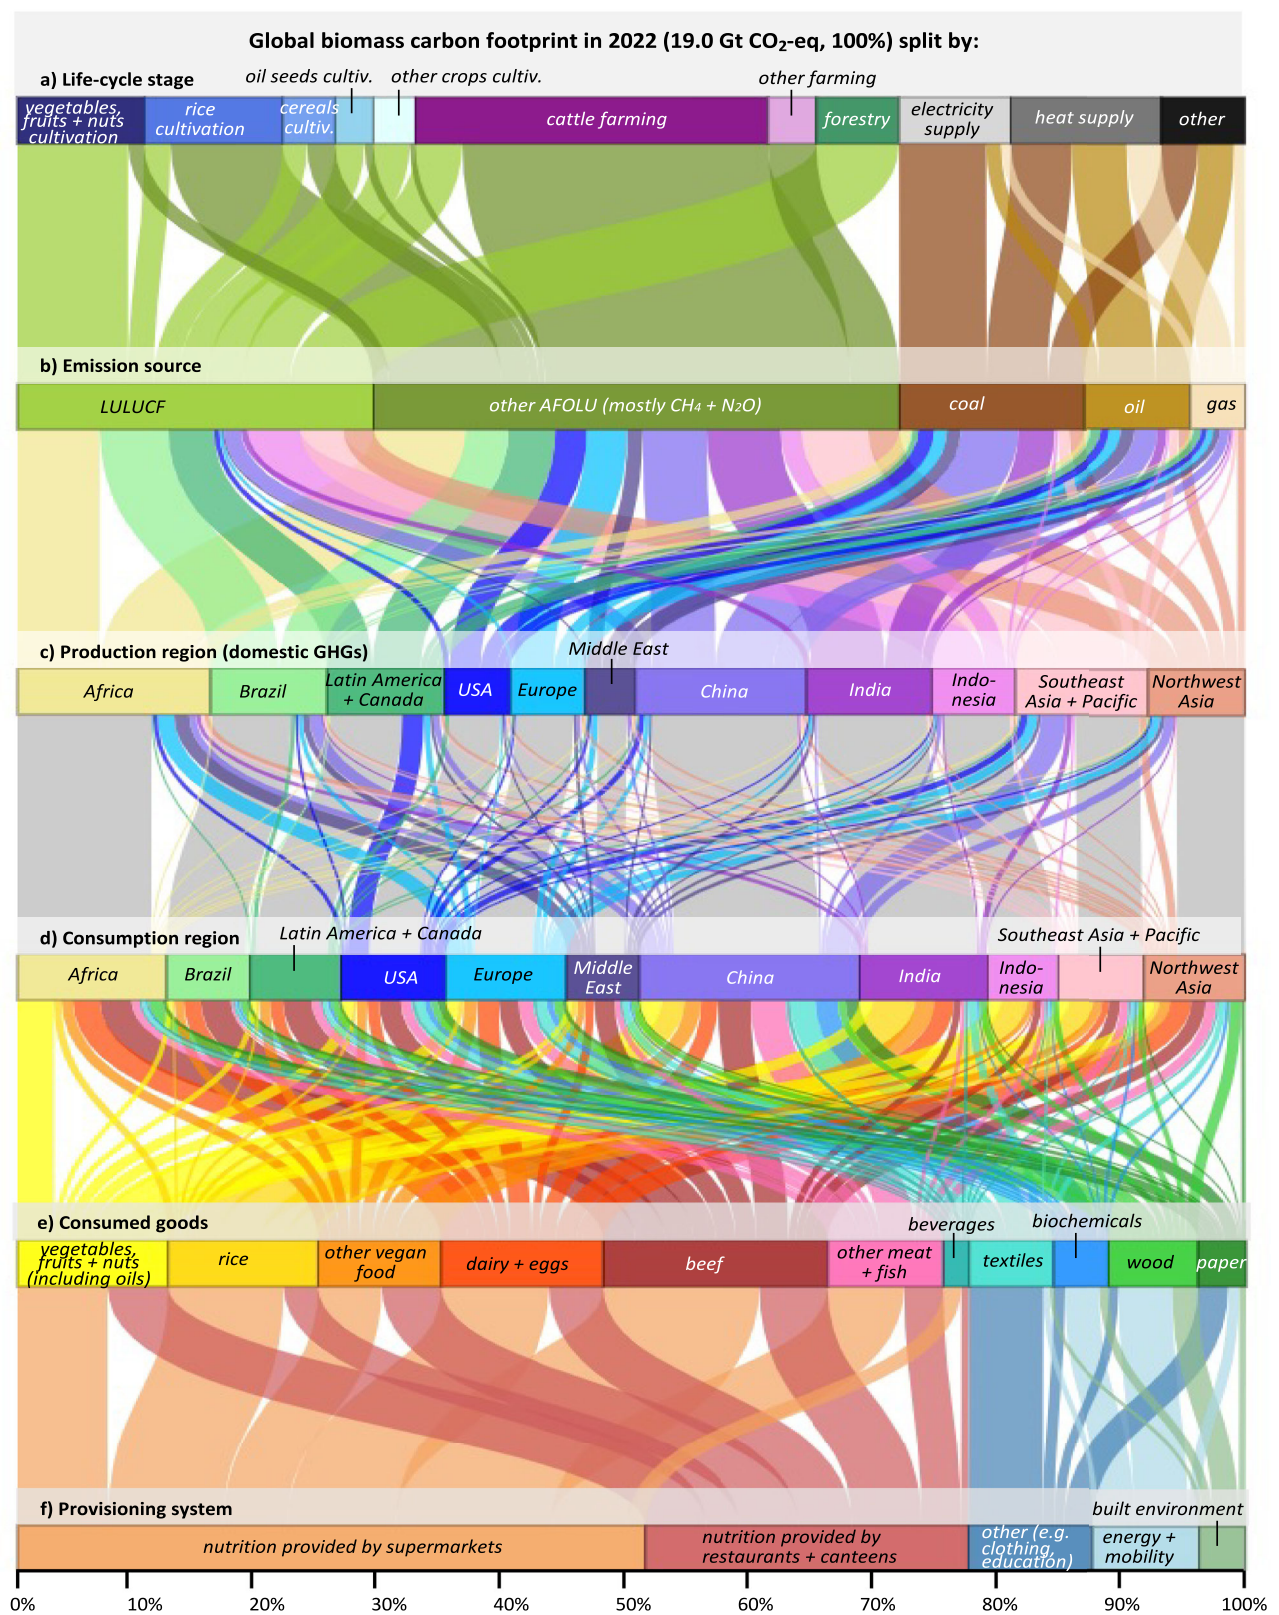 Global biomass carbon footprint in 2022 (19.0 Gt CO₂-eq, 100%) split by:
a) Life-cycle stage
oil seeds cultiv.
other crops cultiv.
other farming
vegetables,
fruits + nuts
cultivation
rice
cultivation
cereals
cultiv.
cattle farming
forestry
electricity
supply
heat supply
other
b) Emission source
LULUCF
other AFOLU (mostly CH₄ + N₂O)
coal
oil
gas
c) Production region (domestic GHGs)
Middle East
Africa
Brazil
Latin America
+ Canada
USA
Europe
China
India
Indo-
nesia
Southeast
Asia + Pacific
Northwest
Asia
d) Consumption region
Latin America + Canada
Southeast Asia + Pacific
Africa
Brazil
USA
Europe
Middle
East
China
India
Indo-
nesia
Northwest
Asia
e) Consumed goods
beverages
biochemicals
vegetables,
fruits + nuts
(including oils)
rice
other vegan
food
dairy + eggs
beef
other meat
+ fish
textiles
wood
paper
f) Provisioning system
built environment
nutrition provided by supermarkets
nutrition provided by
restaurants + canteens
other (e.g.
clothing,
education)
energy +
mobility
0%
10%
20%
30%
40%
50%
60%
70%
80%
90%
100%